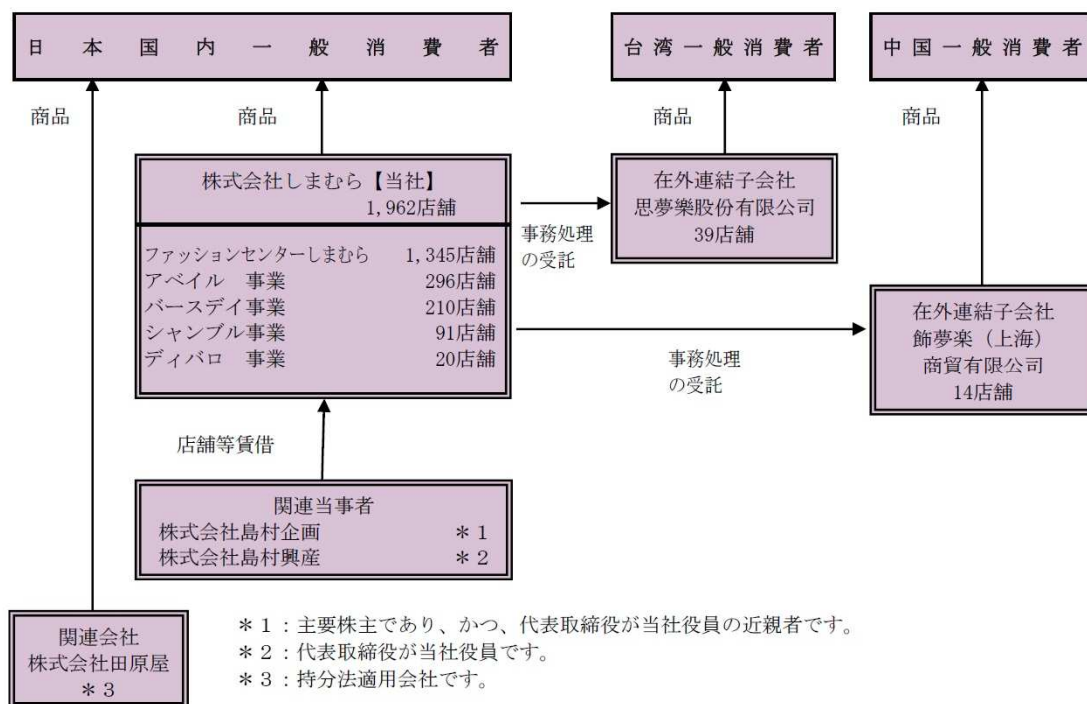 日本国内一般消費者
台湾一般消費者
中国一般消費者
商品
商品
商品
商品
株式会社しまむら【当社】
1,962店舗
ファッションセンターしまむら 1,345店舗
アベイル 事業 296店舗
バースデイ事業 210店舗
シャンブル事業 91店舗
ディバロ 事業 20店舗
事務処理
の受託
在外連結子会社
思夢樂股份有限公司
39店舗
事務処理
の受託
在外連結子会社
飾夢楽（上海）
商貿有限公司
14店舗
店舗等賃借
関連当事者
株式会社島村企画 ＊１
株式会社島村興産 ＊２
関連会社
株式会社田原屋
＊３
＊１：主要株主であり、かつ、代表取締役が当社役員の近親者です。
＊２：代表取締役が当社役員です。
＊３：持分法適用会社です。